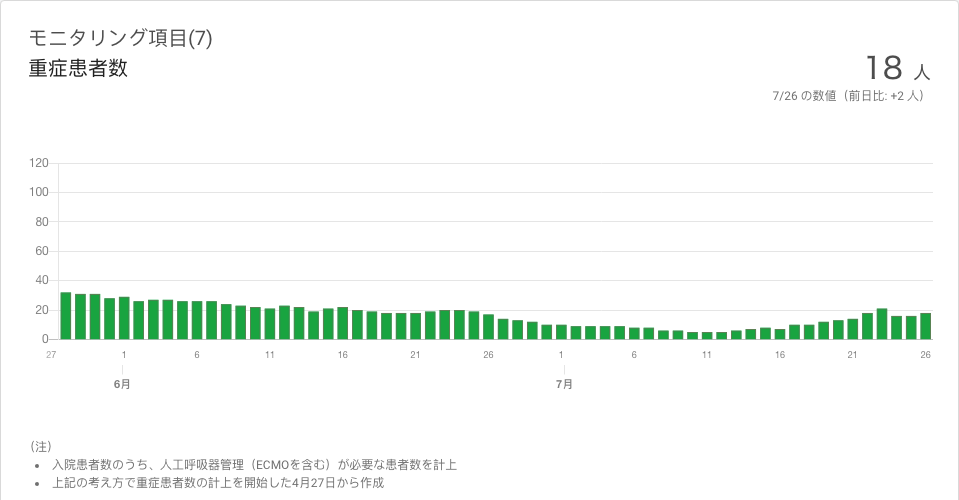 モニタリング項目(7)
重症患者数
18 人
7/26 の数値（前日比: +2 人）
120
100
80
60
40
20
0
27 1 6 11 16 21 26 1 6 11 16 21 26
6月 7月
（注）
• 入院患者数のうち、人工呼吸器管理（ECMOを含む）が必要な患者数を計上
• 上記の考え方で重症患者数の計上を開始した4月27日から作成